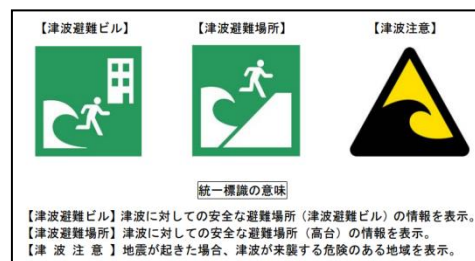 【津波避難ビル】 【津波避難場所】 【津波注意】
統一標識の意味
【津波避難ビル】津波に対しての安全な避難場所（津波避難ビル）の情報を表示。
【津波避難場所】津波に対しての安全な避難場所（高台）の情報を表示。
【津 波 注 意 】地震が起きた場合、津波が来襲する危険のある地域を表示。